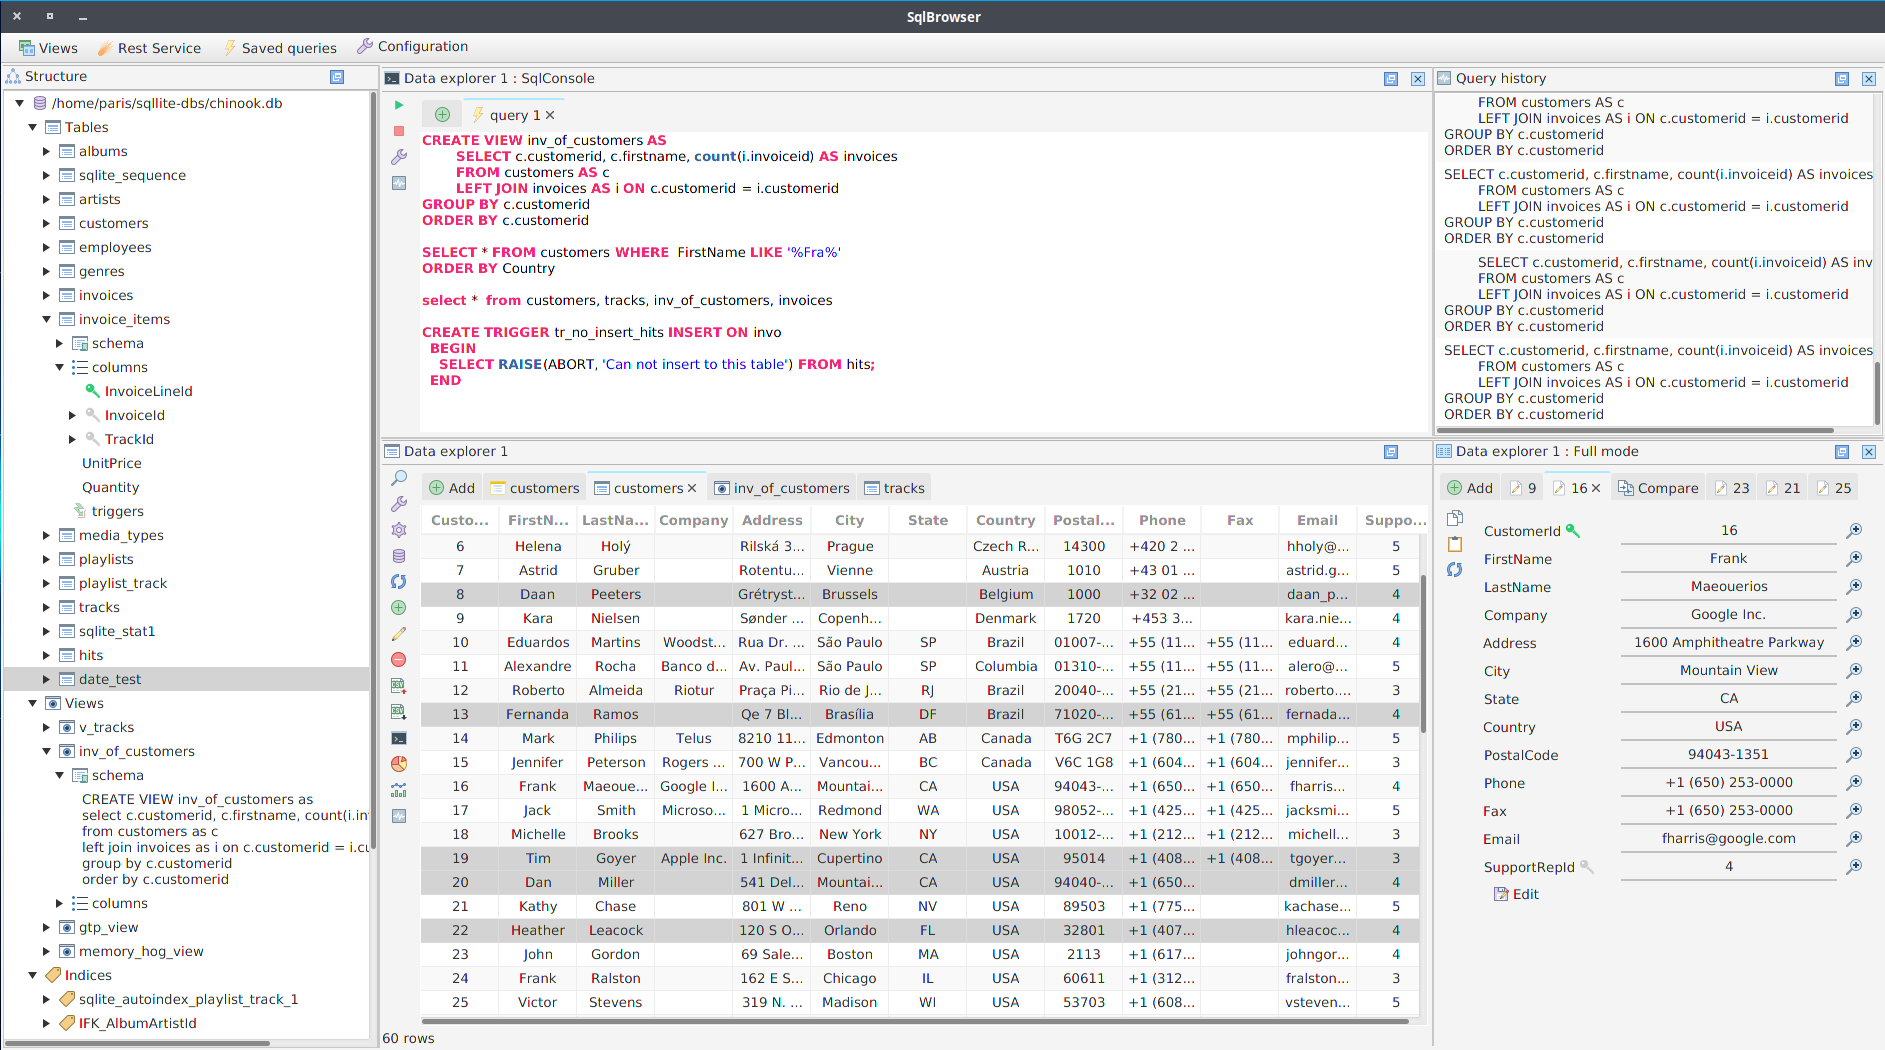 SqlBrowser
Views Rest Service Saved queries Configuration
Structure
/home/paris/sqllite-dbs/chinook.db
Tables
albums
sqlite_sequence
artists
customers
employees
genres
invoices
invoice_items
schema
columns
InvoiceLineId
InvoiceId
TrackId
UnitPrice
Quantity
triggers
media_types
playlists
playlist_track
tracks
sqlite_stat1
hits
date_test
Views
v_tracks
inv_of_customers
schema
CREATE VIEW inv_of_customers as
select c.customerid, c.firstname, count(i.in
from customers as c
left join invoices as i on c.customerid = i.cu
group by c.customerid
order by c.customerid
columns
gtp_view
memory_hog_view
Indices
sqlite_autoindex_playlist_track_1
IFK_AlbumArtistId
Data explorer 1 : SqlConsole
query 1
CREATE VIEW inv_of_customers AS
SELECT c.customerid, c.firstname, count(i.invoiceid) AS invoices
FROM customers AS c
LEFT JOIN invoices AS i ON c.customerid = i.customerid
GROUP BY c.customerid
ORDER BY c.customerid
SELECT * FROM customers WHERE FirstName LIKE '%Fra%'
ORDER BY Country
select * from customers, tracks, inv_of_customers, invoices
CREATE TRIGGER tr_no_insert_hits INSERT ON invo
BEGIN
SELECT RAISE(ABORT, 'Can not insert to this table') FROM hits;
END
Query history
FROM customers AS c
LEFT JOIN invoices AS i ON c.customerid = i.customerid
GROUP BY c.customerid
ORDER BY c.customerid
SELECT c.customerid, c.firstname, count(i.invoiceid) AS invoices
FROM customers AS c
LEFT JOIN invoices AS i ON c.customerid = i.customerid
GROUP BY c.customerid
ORDER BY c.customerid
SELECT c.customerid, c.firstname, count(i.invoiceid) AS inv
FROM customers AS c
LEFT JOIN invoices AS i ON c.customerid = i.customerid
GROUP BY c.customerid
ORDER BY c.customerid
SELECT c.customerid, c.firstname, count(i.invoiceid) AS invoices
FROM customers AS c
LEFT JOIN invoices AS i ON c.customerid = i.customerid
GROUP BY c.customerid
ORDER BY c.customerid
Data explorer 1
Add customers customers inv_of_customers tracks
Custo... FirstN... LastNa... Company Address City State Country Postal... Phone Fax Email Suppo...
6 Helena Holý Rilská 3... Prague Czech R... 14300 +420 2 ... hholy@... 5
7 Astrid Gruber Rotentu... Vienne Austria 1010 +43 01 ... astrid.g... 5
8 Daan Peeters Grétryst... Brussels Belgium 1000 +32 02 ... daan_p... 4
9 Kara Nielsen Sønder ... Copenh... Denmark 1720 +453 3... kara.nie... 4
10 Eduardos Martins Woodst... Rua Dr. ... São Paulo SP Brazil 01007-... +55 (11... +55 (11... eduard... 4
11 Alexandre Rocha Banco d... Av. Paul... São Paulo SP Columbia 01310-... +55 (11... +55 (11... alero@... 5
12 Roberto Almeida Riotur Praça Pi... Rio de J... RJ Brazil 20040-... +55 (21... +55 (21... roberto.... 3
13 Fernanda Ramos Qe 7 Bl... Brasília DF Brazil 71020-... +55 (61... +55 (61... fernada... 4
14 Mark Philips Telus 8210 11... Edmonton AB Canada T6G 2C7 +1 (780... +1 (780... mphilip... 5
15 Jennifer Peterson Rogers ... 700 W P... Vancou... BC Canada V6C 1G8 +1 (604... +1 (604... jennifer... 3
16 Frank Maeoue... Google I... 1600 A... Mountai... CA USA 94043-... +1 (650... +1 (650... fharris... 4
17 Jack Smith Microso... 1 Micro... Redmond WA USA 98052-... +1 (425... +1 (425... jacksmi... 5
18 Michelle Brooks 627 Bro... New York NY USA 10012-... +1 (212... +1 (212... michell... 3
19 Tim Goyer Apple Inc. 1 Infinit... Cupertino CA USA 95014 +1 (408... +1 (408... tgoyer... 3
20 Dan Miller 541 Del... Mountai... CA USA 94040-... +1 (650... dmiller... 4
21 Kathy Chase 801 W ... Reno NV USA 89503 +1 (775... kachase... 5
22 Heather Leacock 120 S O... Orlando FL USA 32801 +1 (407... hleacoc... 4
23 John Gordon 69 Sale... Boston MA USA 2113 +1 (617... johngor... 4
24 Frank Ralston 162 E S... Chicago IL USA 60611 +1 (312... fralston... 3
25 Victor Stevens 319 N. ... Madison WI USA 53703 +1 (608... vsteven... 5
60 rows
Data explorer 1 : Full mode
Add 9 16 Compare 23 21 25
CustomerId 16
FirstName Frank
LastName Maeouerios
Company Google Inc.
Address 1600 Amphitheatre Parkway
City Mountain View
State CA
Country USA
PostalCode 94043-1351
Phone +1 (650) 253-0000
Fax +1 (650) 253-0000
Email fharris@google.com
SupportRepId 4
Edit